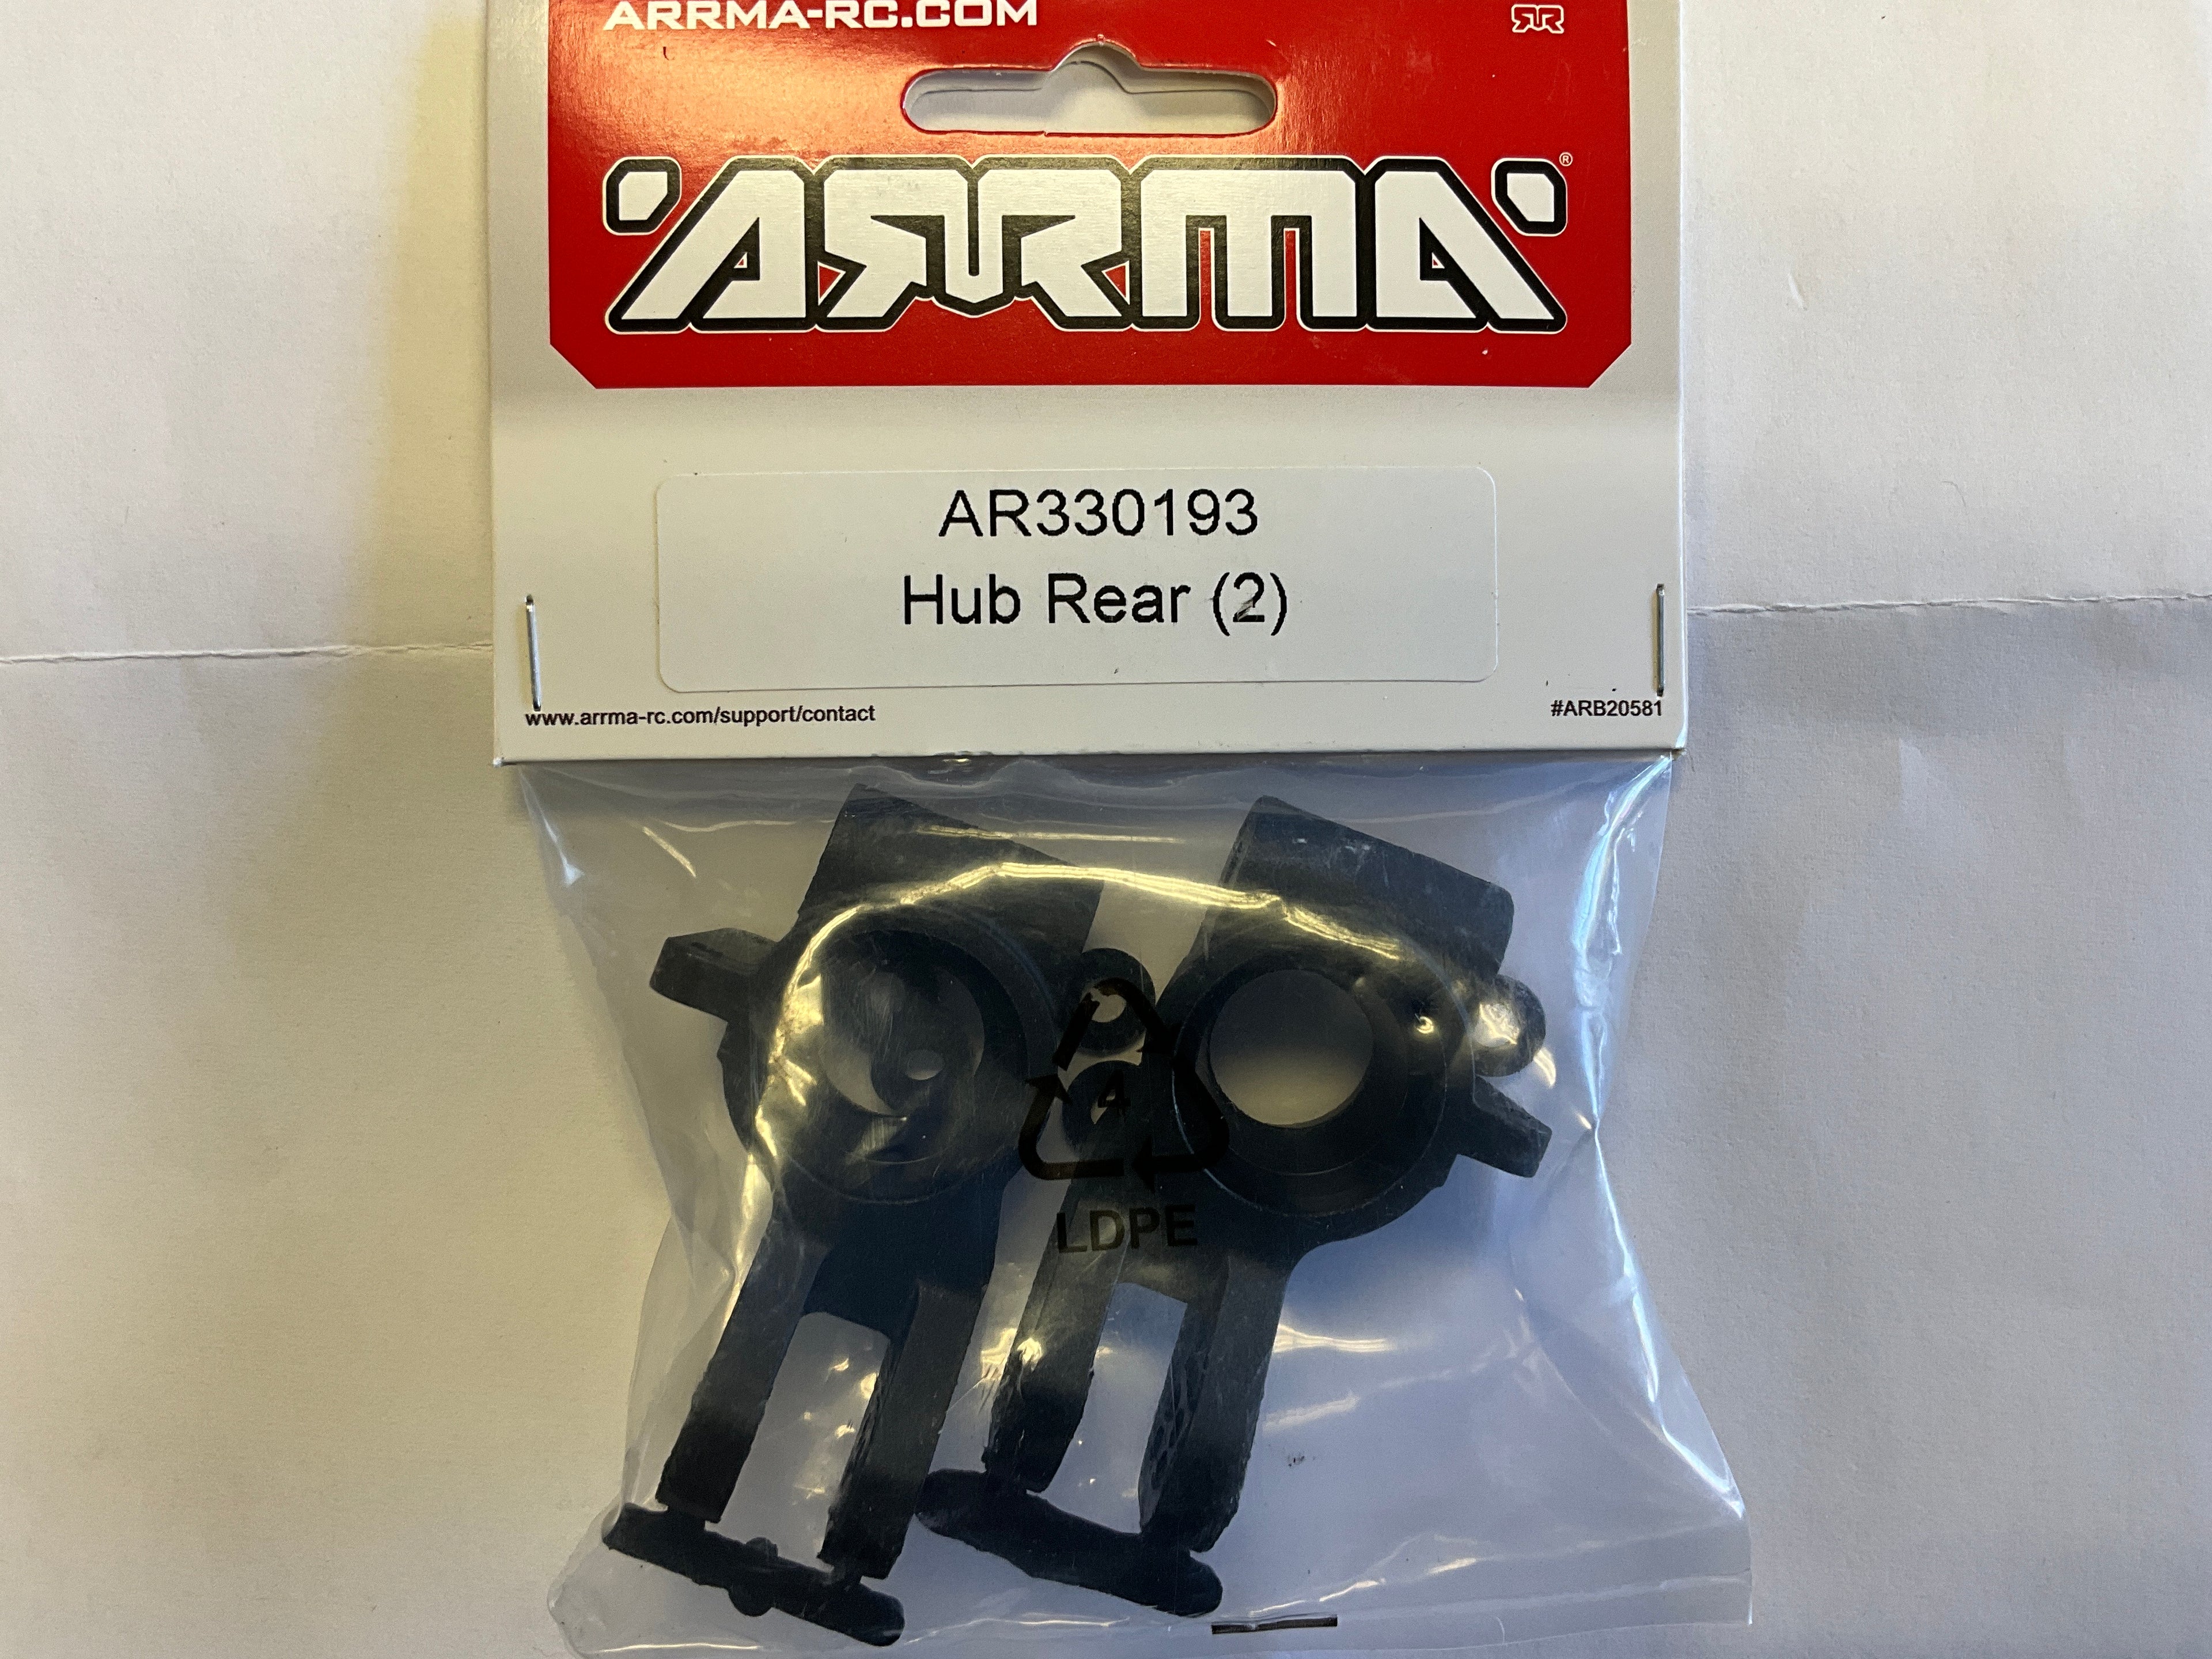 ARRMA-RC.COM
ARRMA®
AR330193
Hub Rear (2)
www.arrma-rc.com/support/contact
#ARB20581
4
LDPE